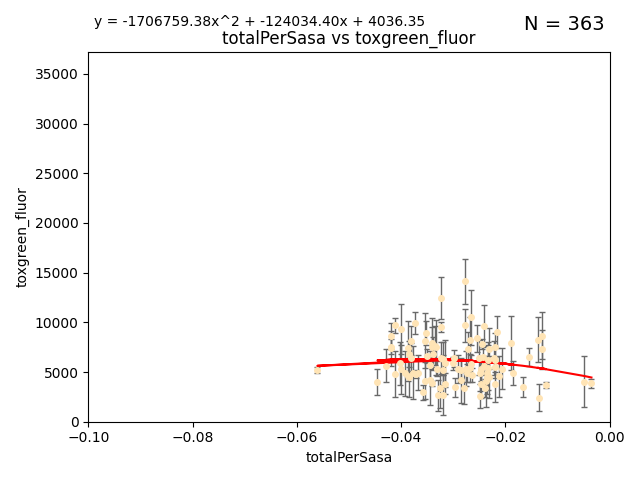 y = -1706759.38x^2 + -124034.40x + 4036.35
N = 363
totalPerSasa vs toxgreen_fluor
35000
30000
25000
20000
15000
10000
5000
0
toxgreen_fluor
−0.10
−0.08
−0.06
−0.04
−0.02
0.00
totalPerSasa